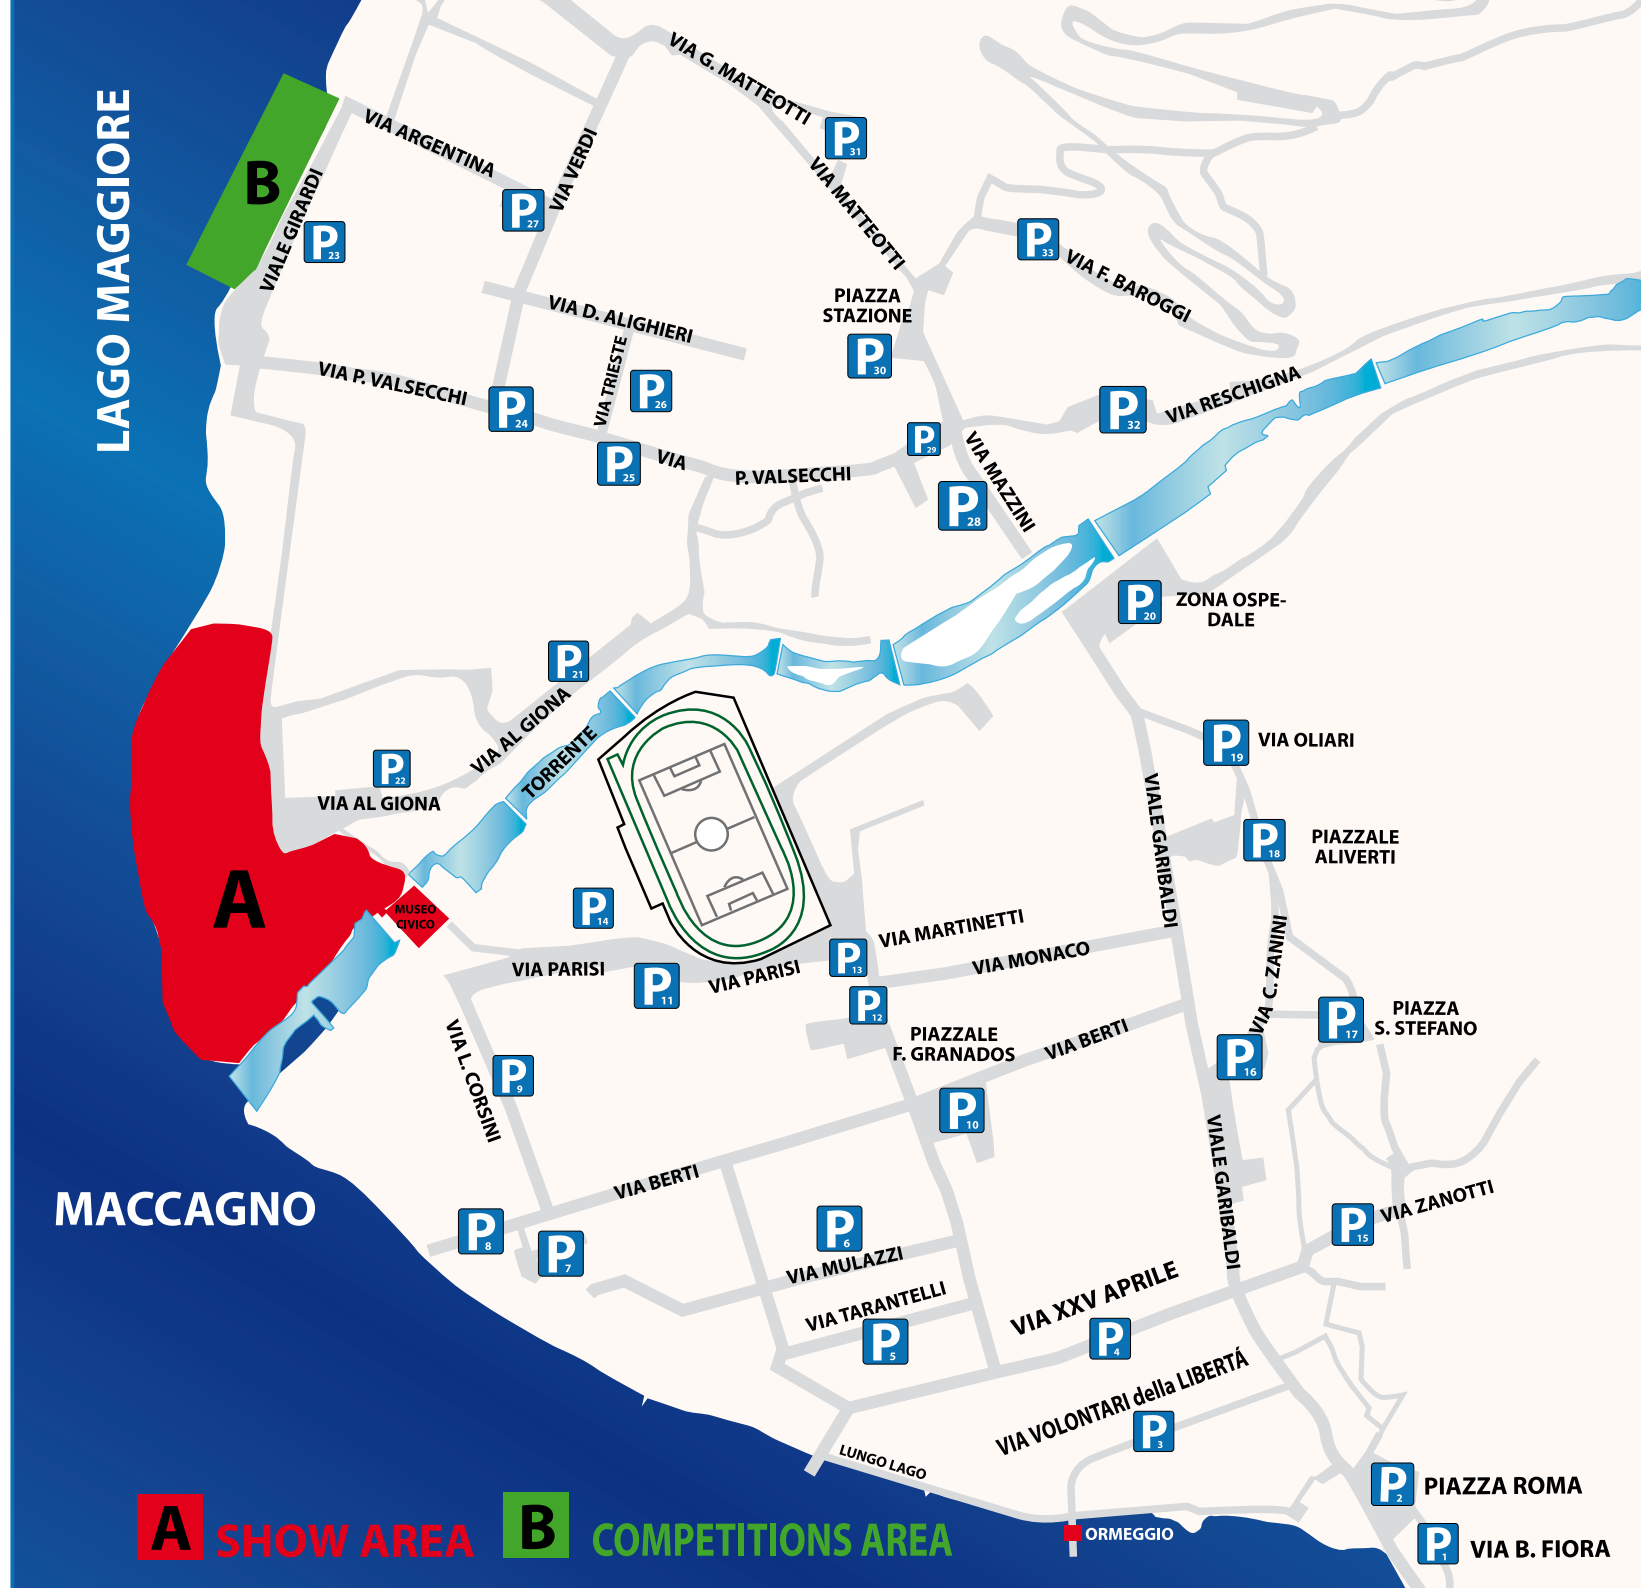 VIA G. MATTEOTTI
LAGO MAGGIORE
VIA ARGENTINA
P 31
VIA VERDI
B
VIA MATTEOTTI
VIALE GIRARDI
P 27
P 23
P 33
VIA F. BAROGGI
PIAZZA
STAZIONE
VIA D. ALIGHIERI
P 30
VIA TRIESTE
VIA P. VALSECCHI
P 26
P 24
P 32
VIA RESCHIGNA
P 29
VIA
P 25
P. VALSECCHI
VIA MAZZINI
P 28
P 20
ZONA OSPE-
DALE
P 21
VIA AL GIONA
TORRENTE
P 22
VIA AL GIONA
P 19
VIA OLIARI
VIALE GARIBALDI
P 18
PIAZZALE
ALIVERTI
A
MUSEO
CIVICO
P 14
VIA MARTINETTI
VIA MONACO
P 13
VIA PARISI
VIA PARISI
P 11
VIA C. ZANINI
P 12
PIAZZALE
F. GRANADOS
VIA BERTI
P 17
PIAZZA
S. STEFANO
P 16
VIA L. CORSINI
P 9
P 10
VIALE GARIBALDI
MACCAGNO
VIA BERTI
P 8
P 7
P 6
VIA MULAZZI
P 15
VIA ZANOTTI
VIA TARANTELLI
P 5
VIA XXV APRILE
P 4
VIA VOLONTARI della LIBERTÁ
P 3
LUNGO LAGO
P 2
PIAZZA ROMA
ORMEGGIO
P 1
VIA B. FIORA
A SHOW AREA
B COMPETITIONS AREA